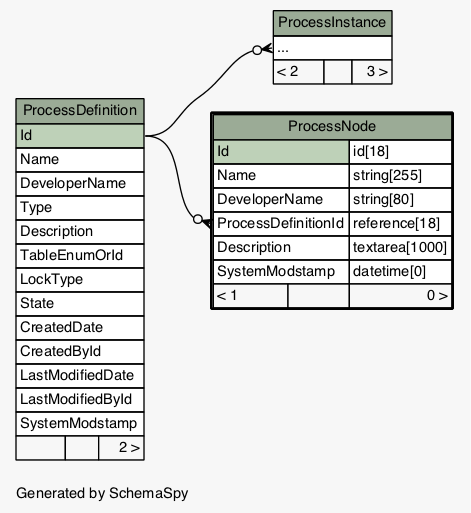 ProcessInstance
...
< 2 3 >
ProcessDefinition
Id
Name
DeveloperName
Type
Description
TableEnumOrId
LockType
State
CreatedDate
CreatedById
LastModifiedDate
LastModifiedById
SystemModstamp
2 >
ProcessNode
Id id[18]
Name string[255]
DeveloperName string[80]
ProcessDefinitionId reference[18]
Description textarea[1000]
SystemModstamp datetime[0]
< 1 0 >
Generated by SchemaSpy